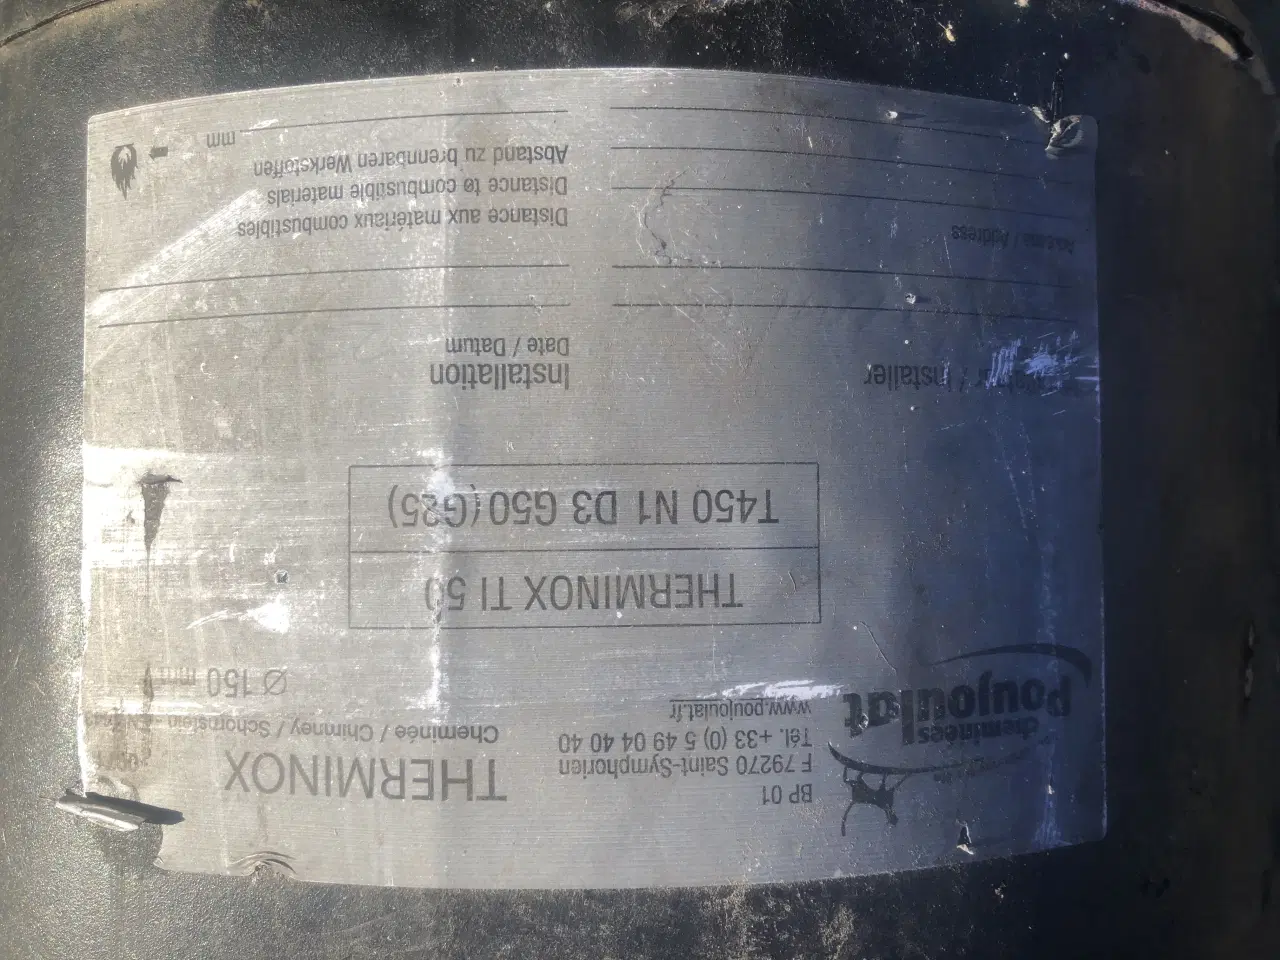 cheminées
Poujoulat
BP 01
F 79270 Saint-Symphorien
Tél. + 33 (0) 5 49 04 40 40
www.poujoulat.fr
THERMINOX
Cheminée / Chimney / Schornstein
Ø 150 mm
THERMINOX TI 50
T450 N1 D3 G50 (G25)
/ Installer
Installation
Date / Datum
/ Address
Distance aux matériaux combustibles
Distance to combustible materials
Abstand zu brennbaren Werkstoffen
mm